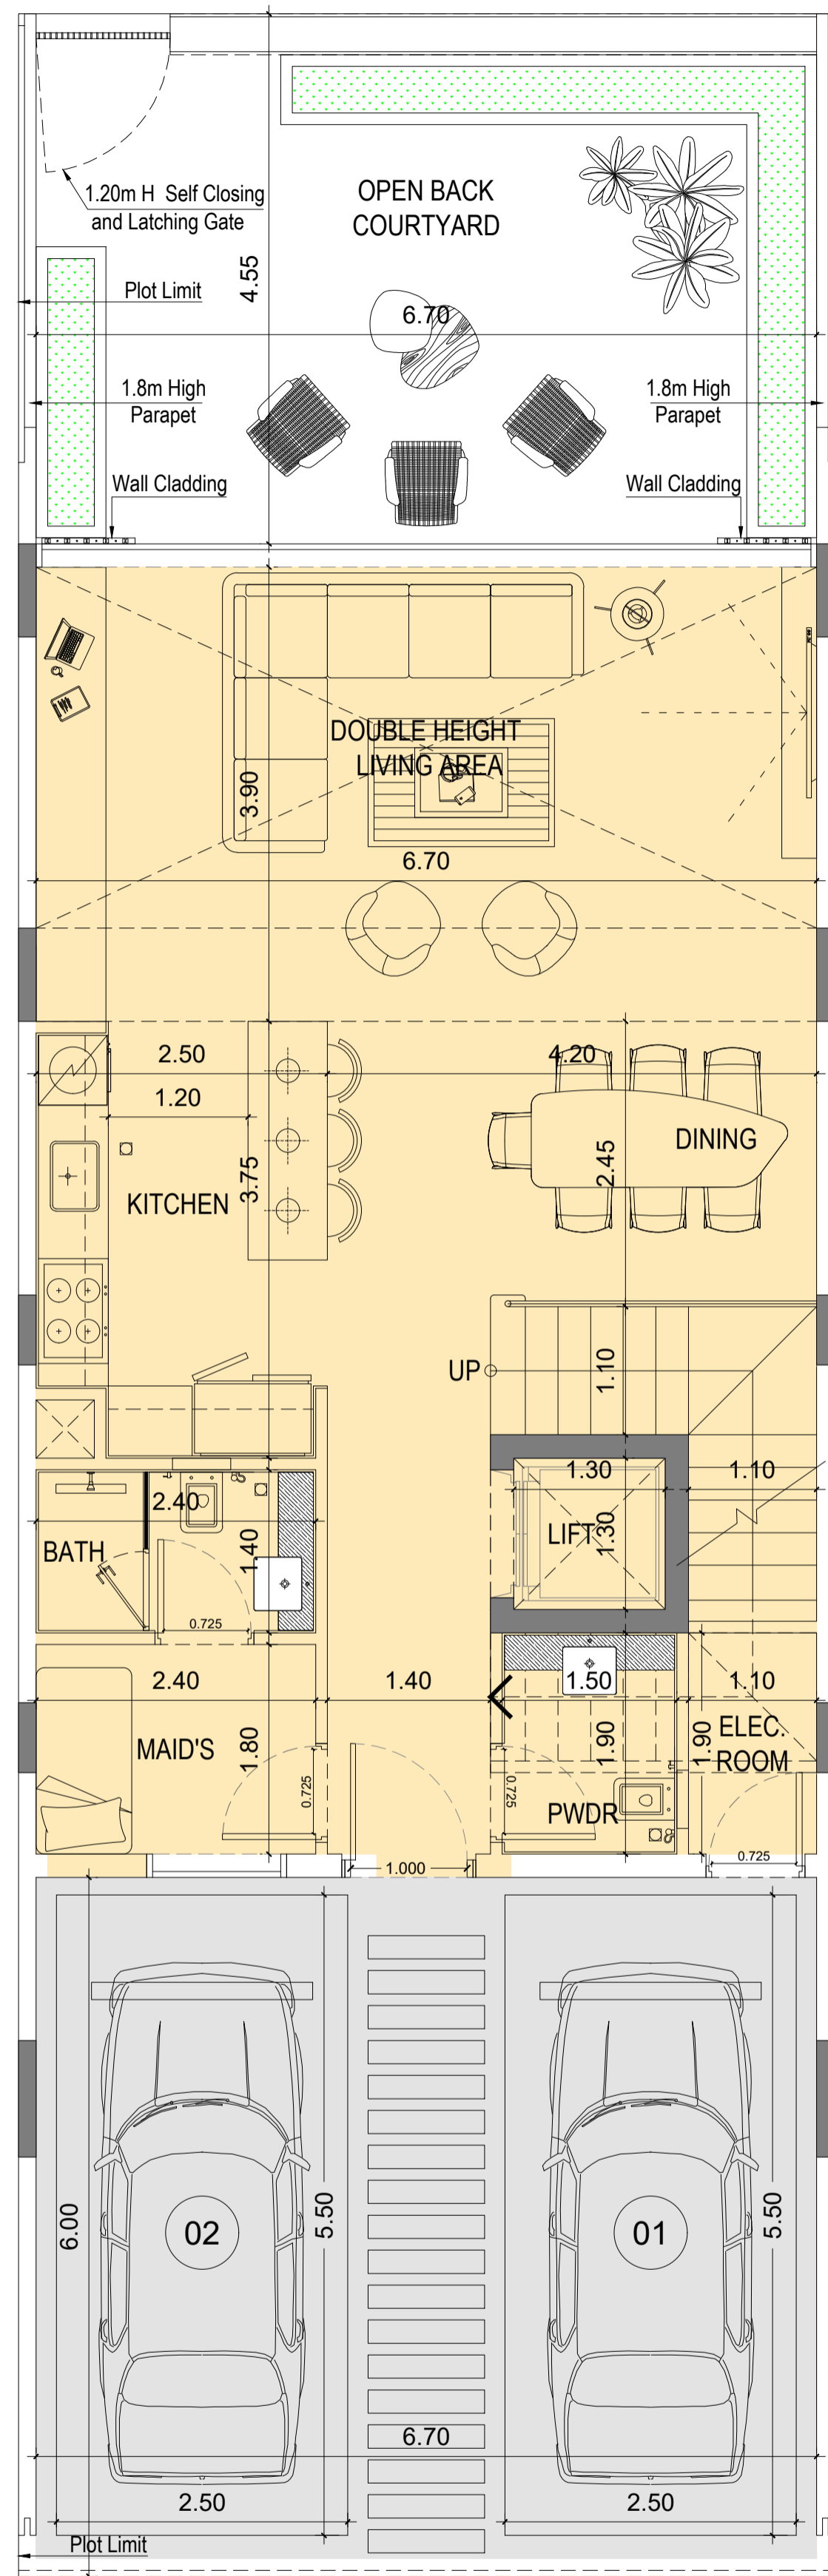 1.20m H  Self Closing
and Latching Gate
OPEN BACK
COURTYARD
4.55
Plot Limit
6.70
1.8m High
Parapet
1.8m High
Parapet
Wall Cladding
Wall Cladding
DOUBLE HEIGHT
LIVING AREA
3.90
6.70
2.50
4.20
1.20
DINING
2.45
3.75
KITCHEN
UP
1.10
1.30
1.10
2.40
LIFT
1.30
BATH
1.40
0.725
2.40
1.40
1.50
1.10
MAID'S
1.80
1.90
1.90
ELEC.
ROOM
0.725
0.725
PWDR
1.000
0.725
6.00
02
5.50
01
5.50
6.70
2.50
2.50
Plot Limit